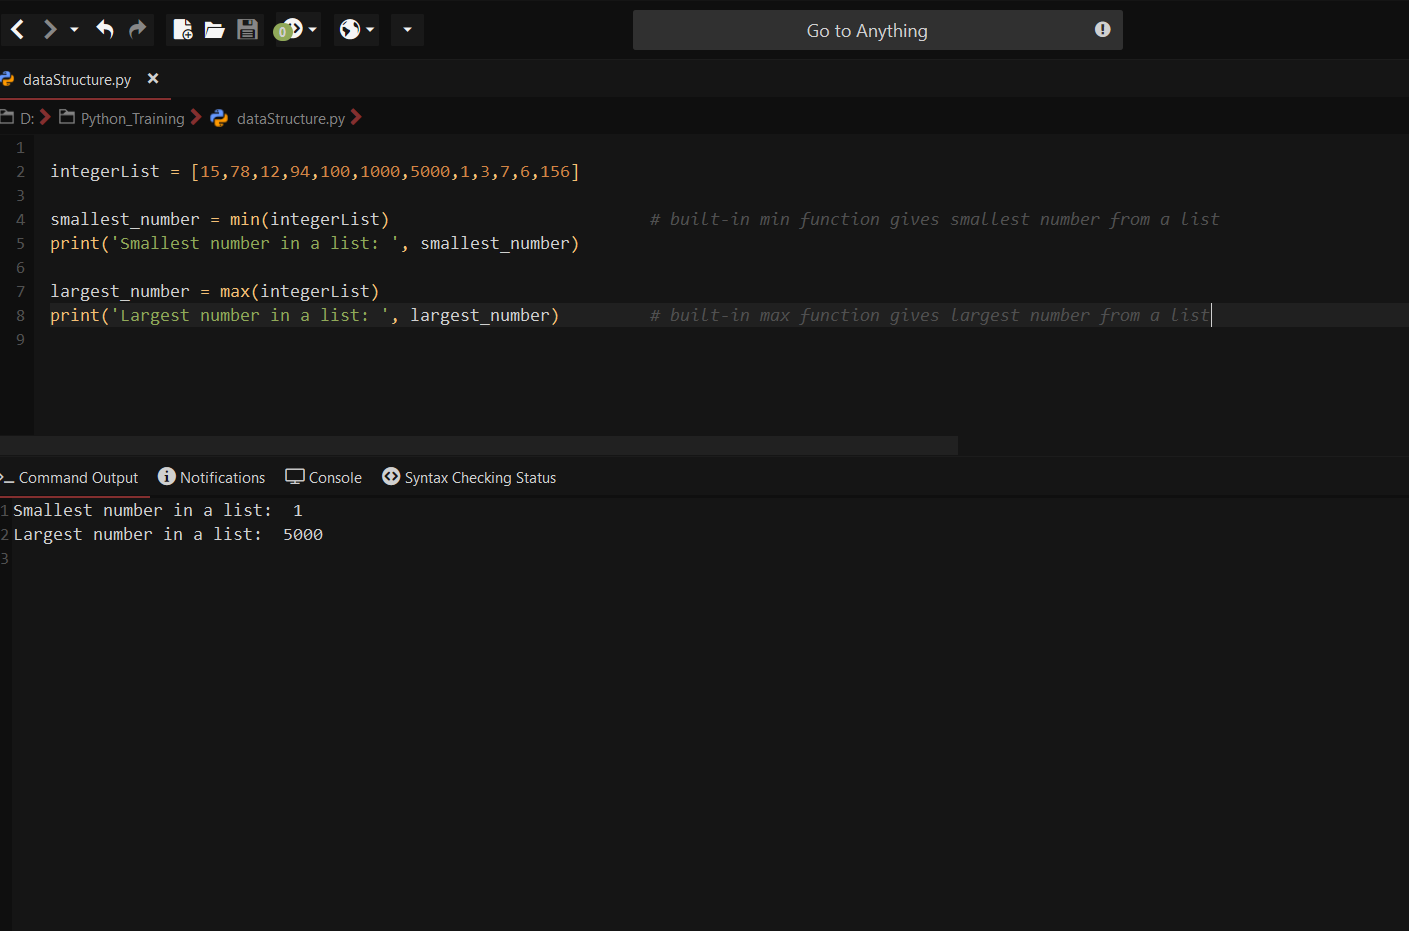 0
Go to Anything
dataStructure.py
D: Python_Training dataStructure.py
1
2 integerList = [15,78,12,94,100,1000,5000,1,3,7,6,156]
3
4 smallest_number = min(integerList) # built-in min function gives smallest number from a list
5 print('Smallest number in a list: ', smallest_number)
6
7 largest_number = max(integerList)
8 print('Largest number in a list: ', largest_number) # built-in max function gives largest number from a list
9
Command Output Notifications Console Syntax Checking Status
1 Smallest number in a list:  1
2 Largest number in a list:  5000
3